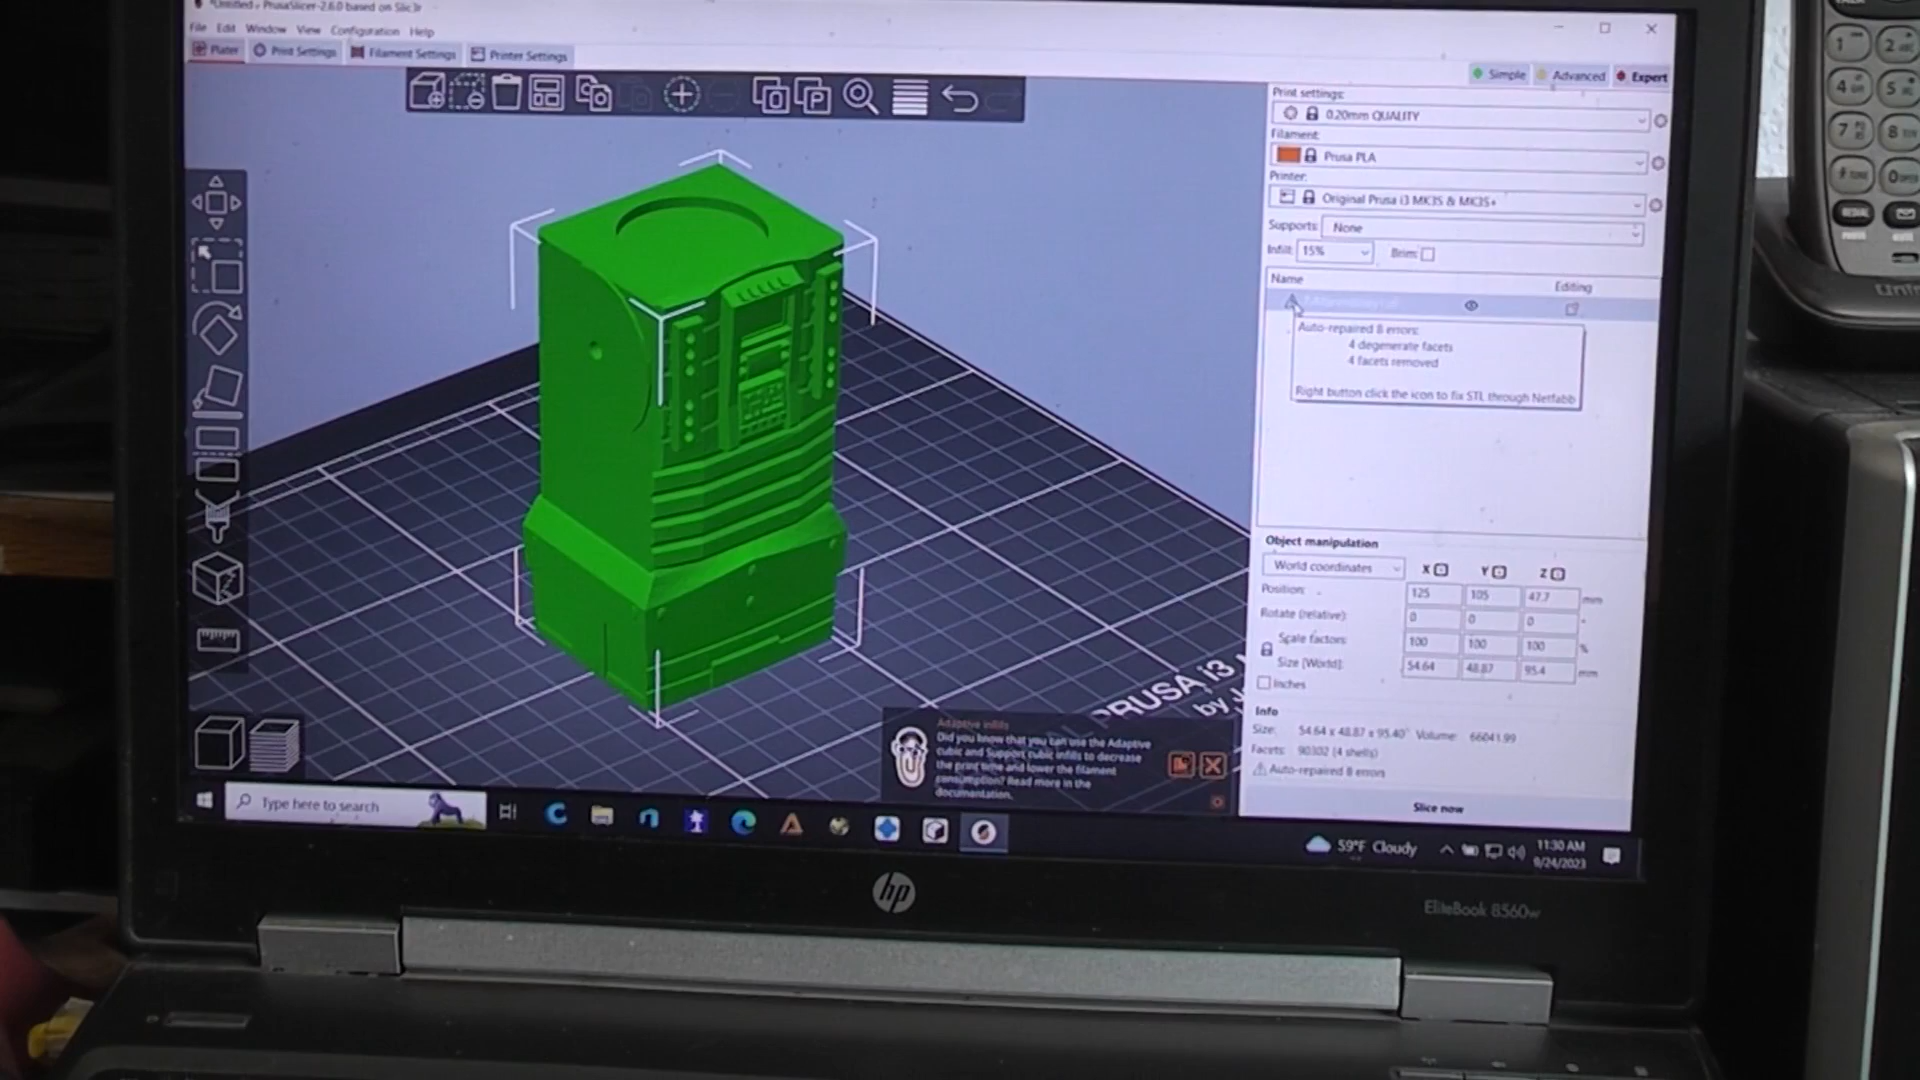 *Untitled - PrusaSlicer-2.6.0 based on Slic3r
File Edit Window View Configuration Help
Plater Print Settings Filament Settings Printer Settings
Simple Advanced Expert
Print settings:
0.20mm QUALITY
Filament:
Prusa PLA
Printer:
Original Prusa i3 MK3S & MK3S+
Supports: None
Infill: 15% Brim:
Name Editing
Auto-repaired 8 errors:
4 degenerate facets
4 facets removed
Right button click the icon to fix STL through Netfabb
Object manipulation
World coordinates X Y Z
Position: 125 105 47.7 mm
Rotate (relative): 0 0 0 °
Scale factors: 100 100 100 %
Size [World]: 54.64 48.87 95.4 mm
Inches
Info
Size: 54.64 x 48.87 x 95.40 Volume: 66041.99
Facets: 90302 (4 shells)
Auto-repaired 8 errors
Slice now
PRUSA i3
by J
Adaptive infills
Did you know that you can use the Adaptive
cubic and Support cubic infills to decrease
the print time and lower the filament
consumption? Read more in the
documentation.
Type here to search
59°F Cloudy
11:30 AM
8/24/2023
hp
EliteBook 8560w